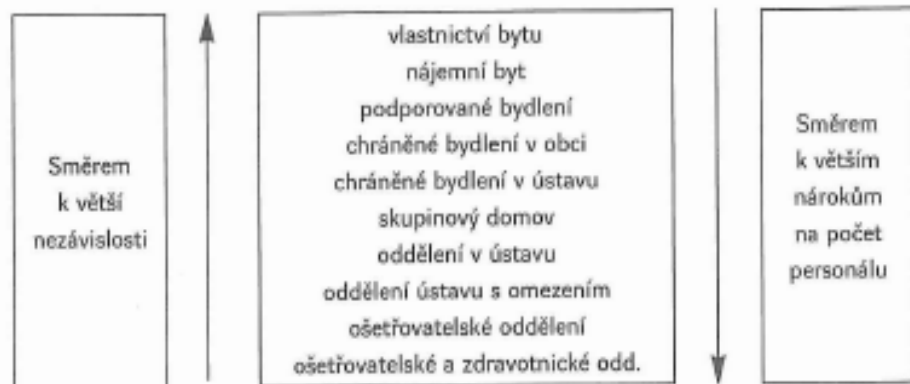 Směrem
k větší
nezávislosti
vlastnictví bytu
nájemní byt
podporované bydlení
chráněné bydlení v obci
chráněné bydlení v ústavu
skupinový domov
oddělení v ústavu
oddělení ústavu s omezením
ošetřovatelské oddělení
ošetřovatelské a zdravotnické odd.
Směrem
k větším
nárokům
na počet
personálu